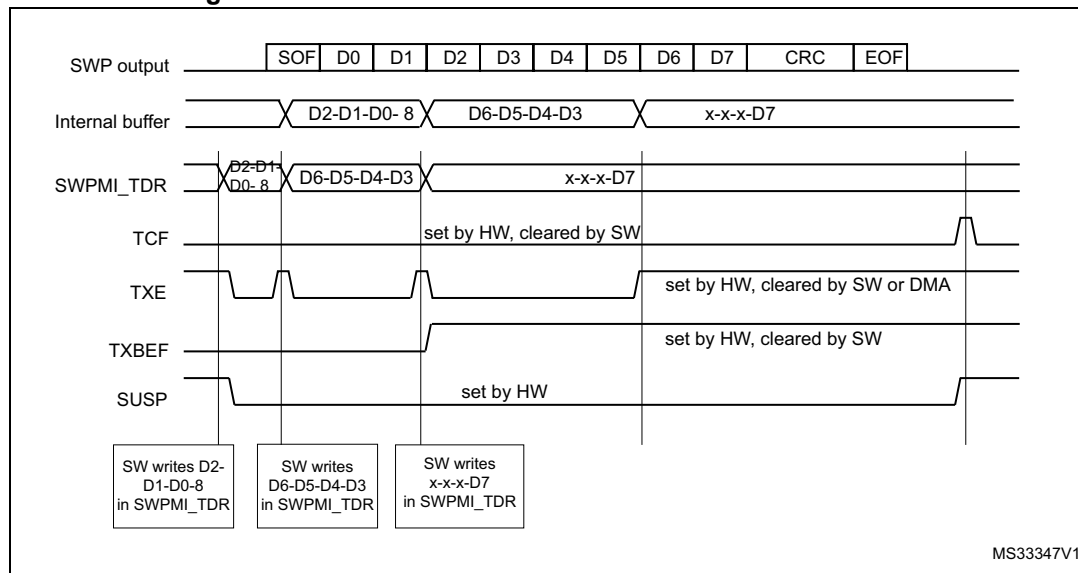 SWP output SOF D0 D1 D2 D3 D4 D5 D6 D7 CRC EOF
Internal buffer D2-D1-D0- 8 D6-D5-D4-D3 x-x-x-D7
SWPMI_TDR D2-D1-
D0- 8 D6-D5-D4-D3 x-x-x-D7
TCF set by HW, cleared by SW
TXE set by HW, cleared by SW or DMA
TXBEF set by HW, cleared by SW
SUSP set by HW
SW writes D2-
D1-D0-8
in SWPMI_TDR
SW writes
D6-D5-D4-D3
in SWPMI_TDR
SW writes
x-x-x-D7
in SWPMI_TDR
MS33347V1